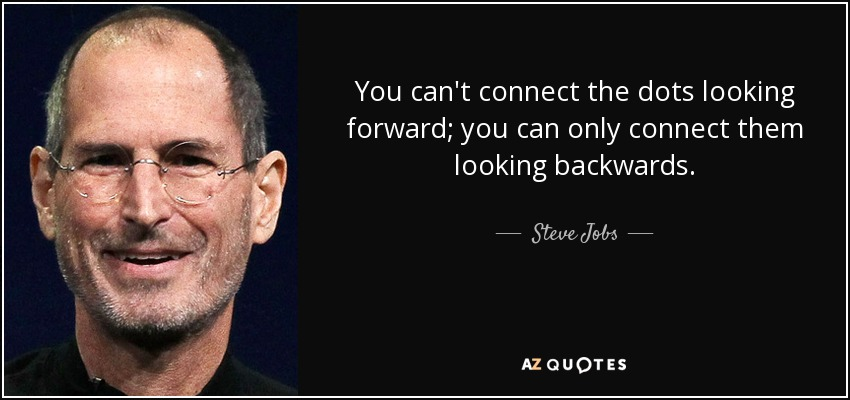 You can't connect the dots looking
forward; you can only connect them
looking backwards.
Steve Jobs
AZ QUOTES